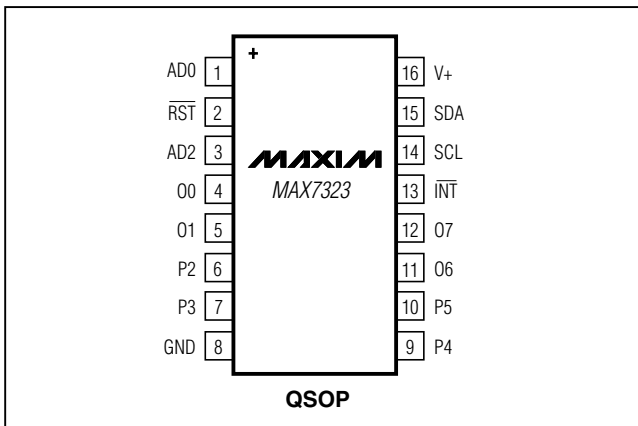 +
AD0 1 16 V+
RST 2 15 SDA
AD2 3 14 SCL
MAXIM
O0 4 MAX7323 13 INT
O1 5 12 O7
P2 6 11 O6
P3 7 10 P5
GND 8 9 P4
QSOP